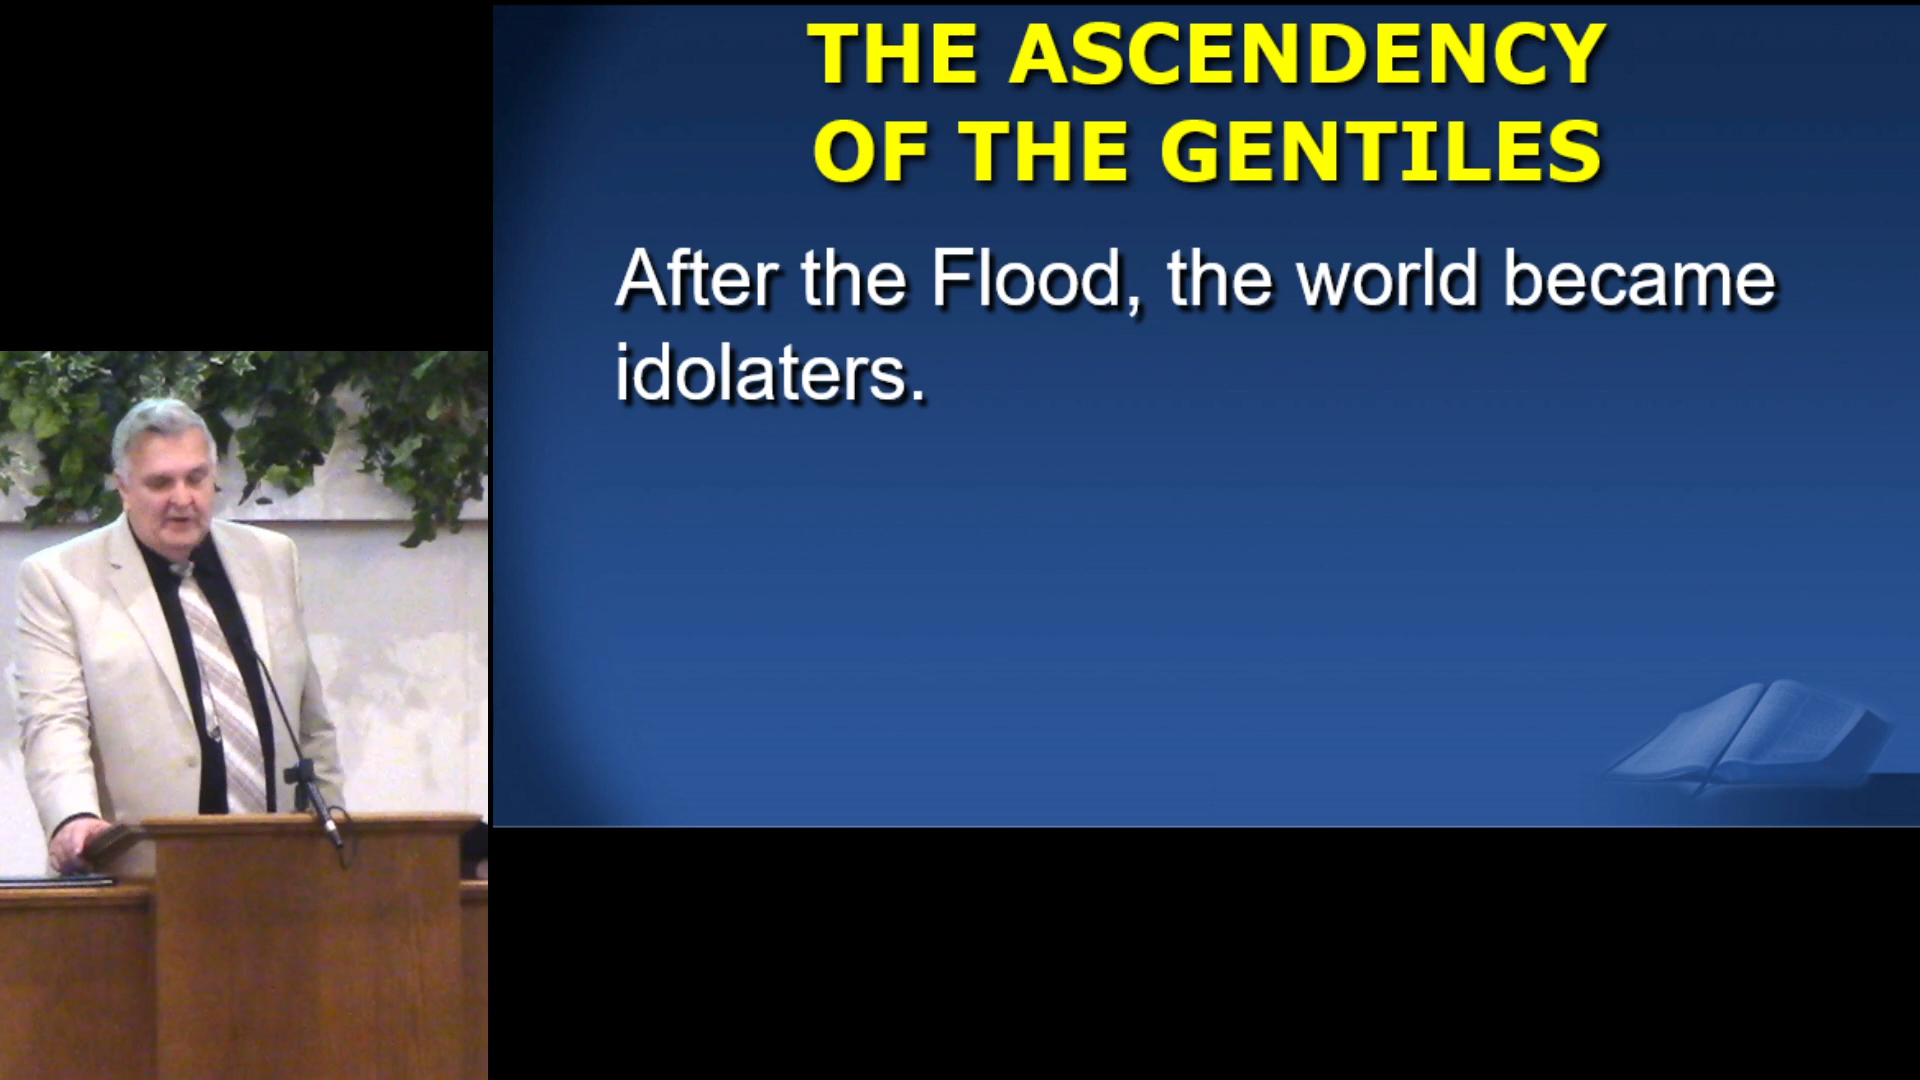 THE ASCENDENCY
OF THE GENTILES
After the Flood, the world became
idolaters.